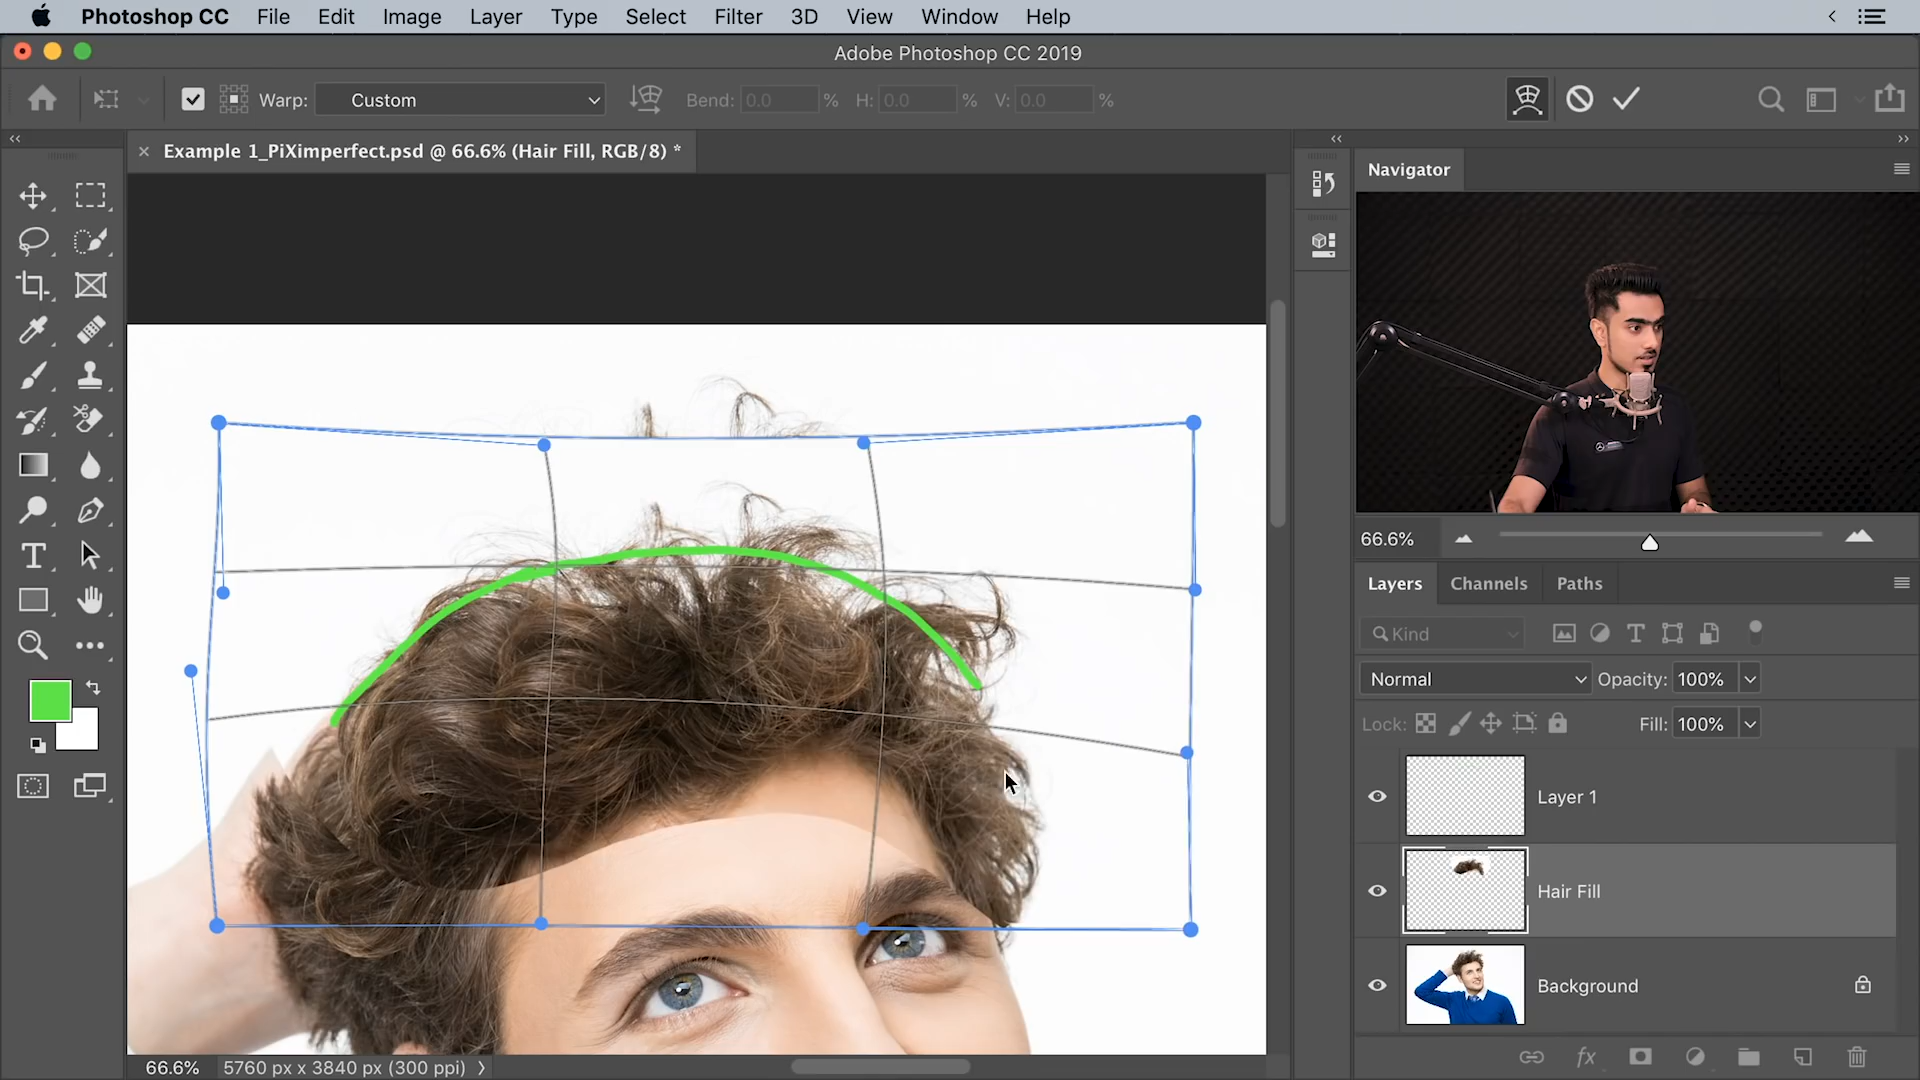 Photoshop CC File Edit Image Layer Type Select Filter 3D View Window Help
Adobe Photoshop CC 2019
Warp: Custom Bend: 0.0 % H: 0.0 % V: 0.0 %
Example 1_PiXimperfect.psd @ 66.6% (Hair Fill, RGB/8) *
Navigator
66.6%
Layers Channels Paths
Kind
Normal Opacity: 100%
Lock: Fill: 100%
Layer 1
Hair Fill
Background
66.6% 5760 px x 3840 px (300 ppi)